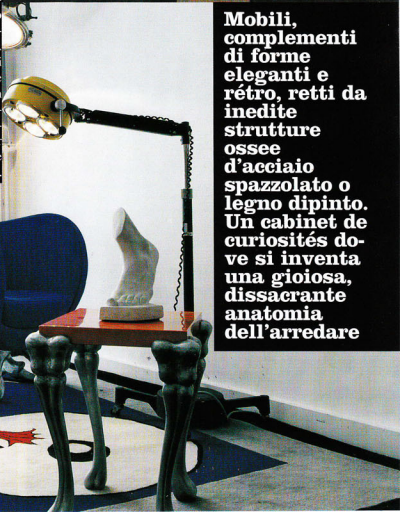 Mobili,
complementi
di forme
eleganti e
rétro, retti da
inedite
strutture
ossee
d'acciaio
spazzolato o
legno dipinto.
Un cabinet de
curiosités do-
ve si inventa
una gioiosa,
dissacrante
anatomia
dell'arredare